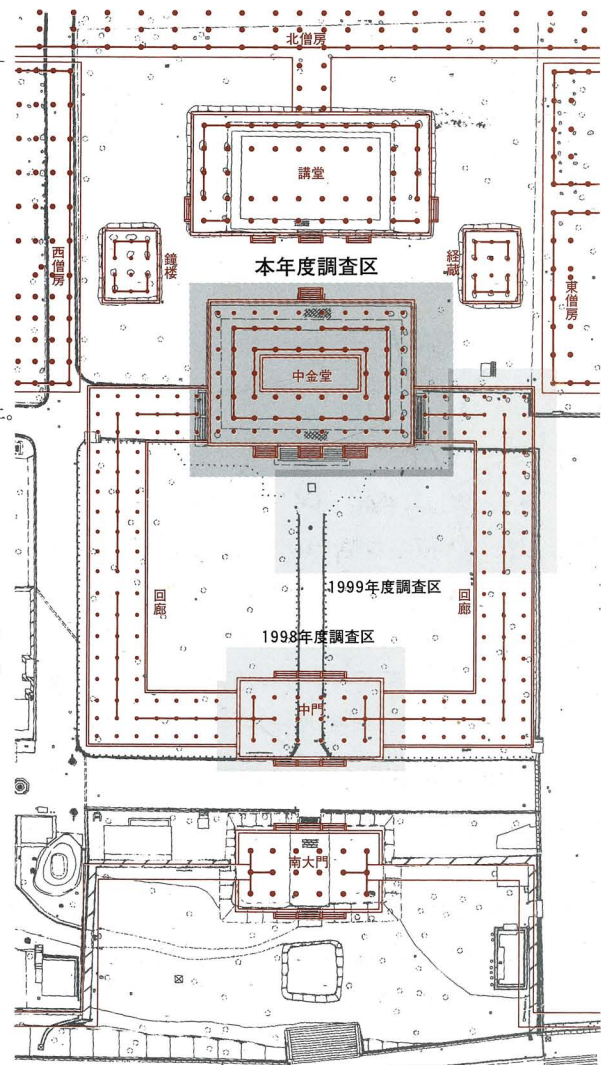 北僧房
講堂
西僧房
鐘楼
経蔵
東僧房
本年度調査区
中金堂
1999年度調査区
回廊
回廊
1998年度調査区
中門
南大門